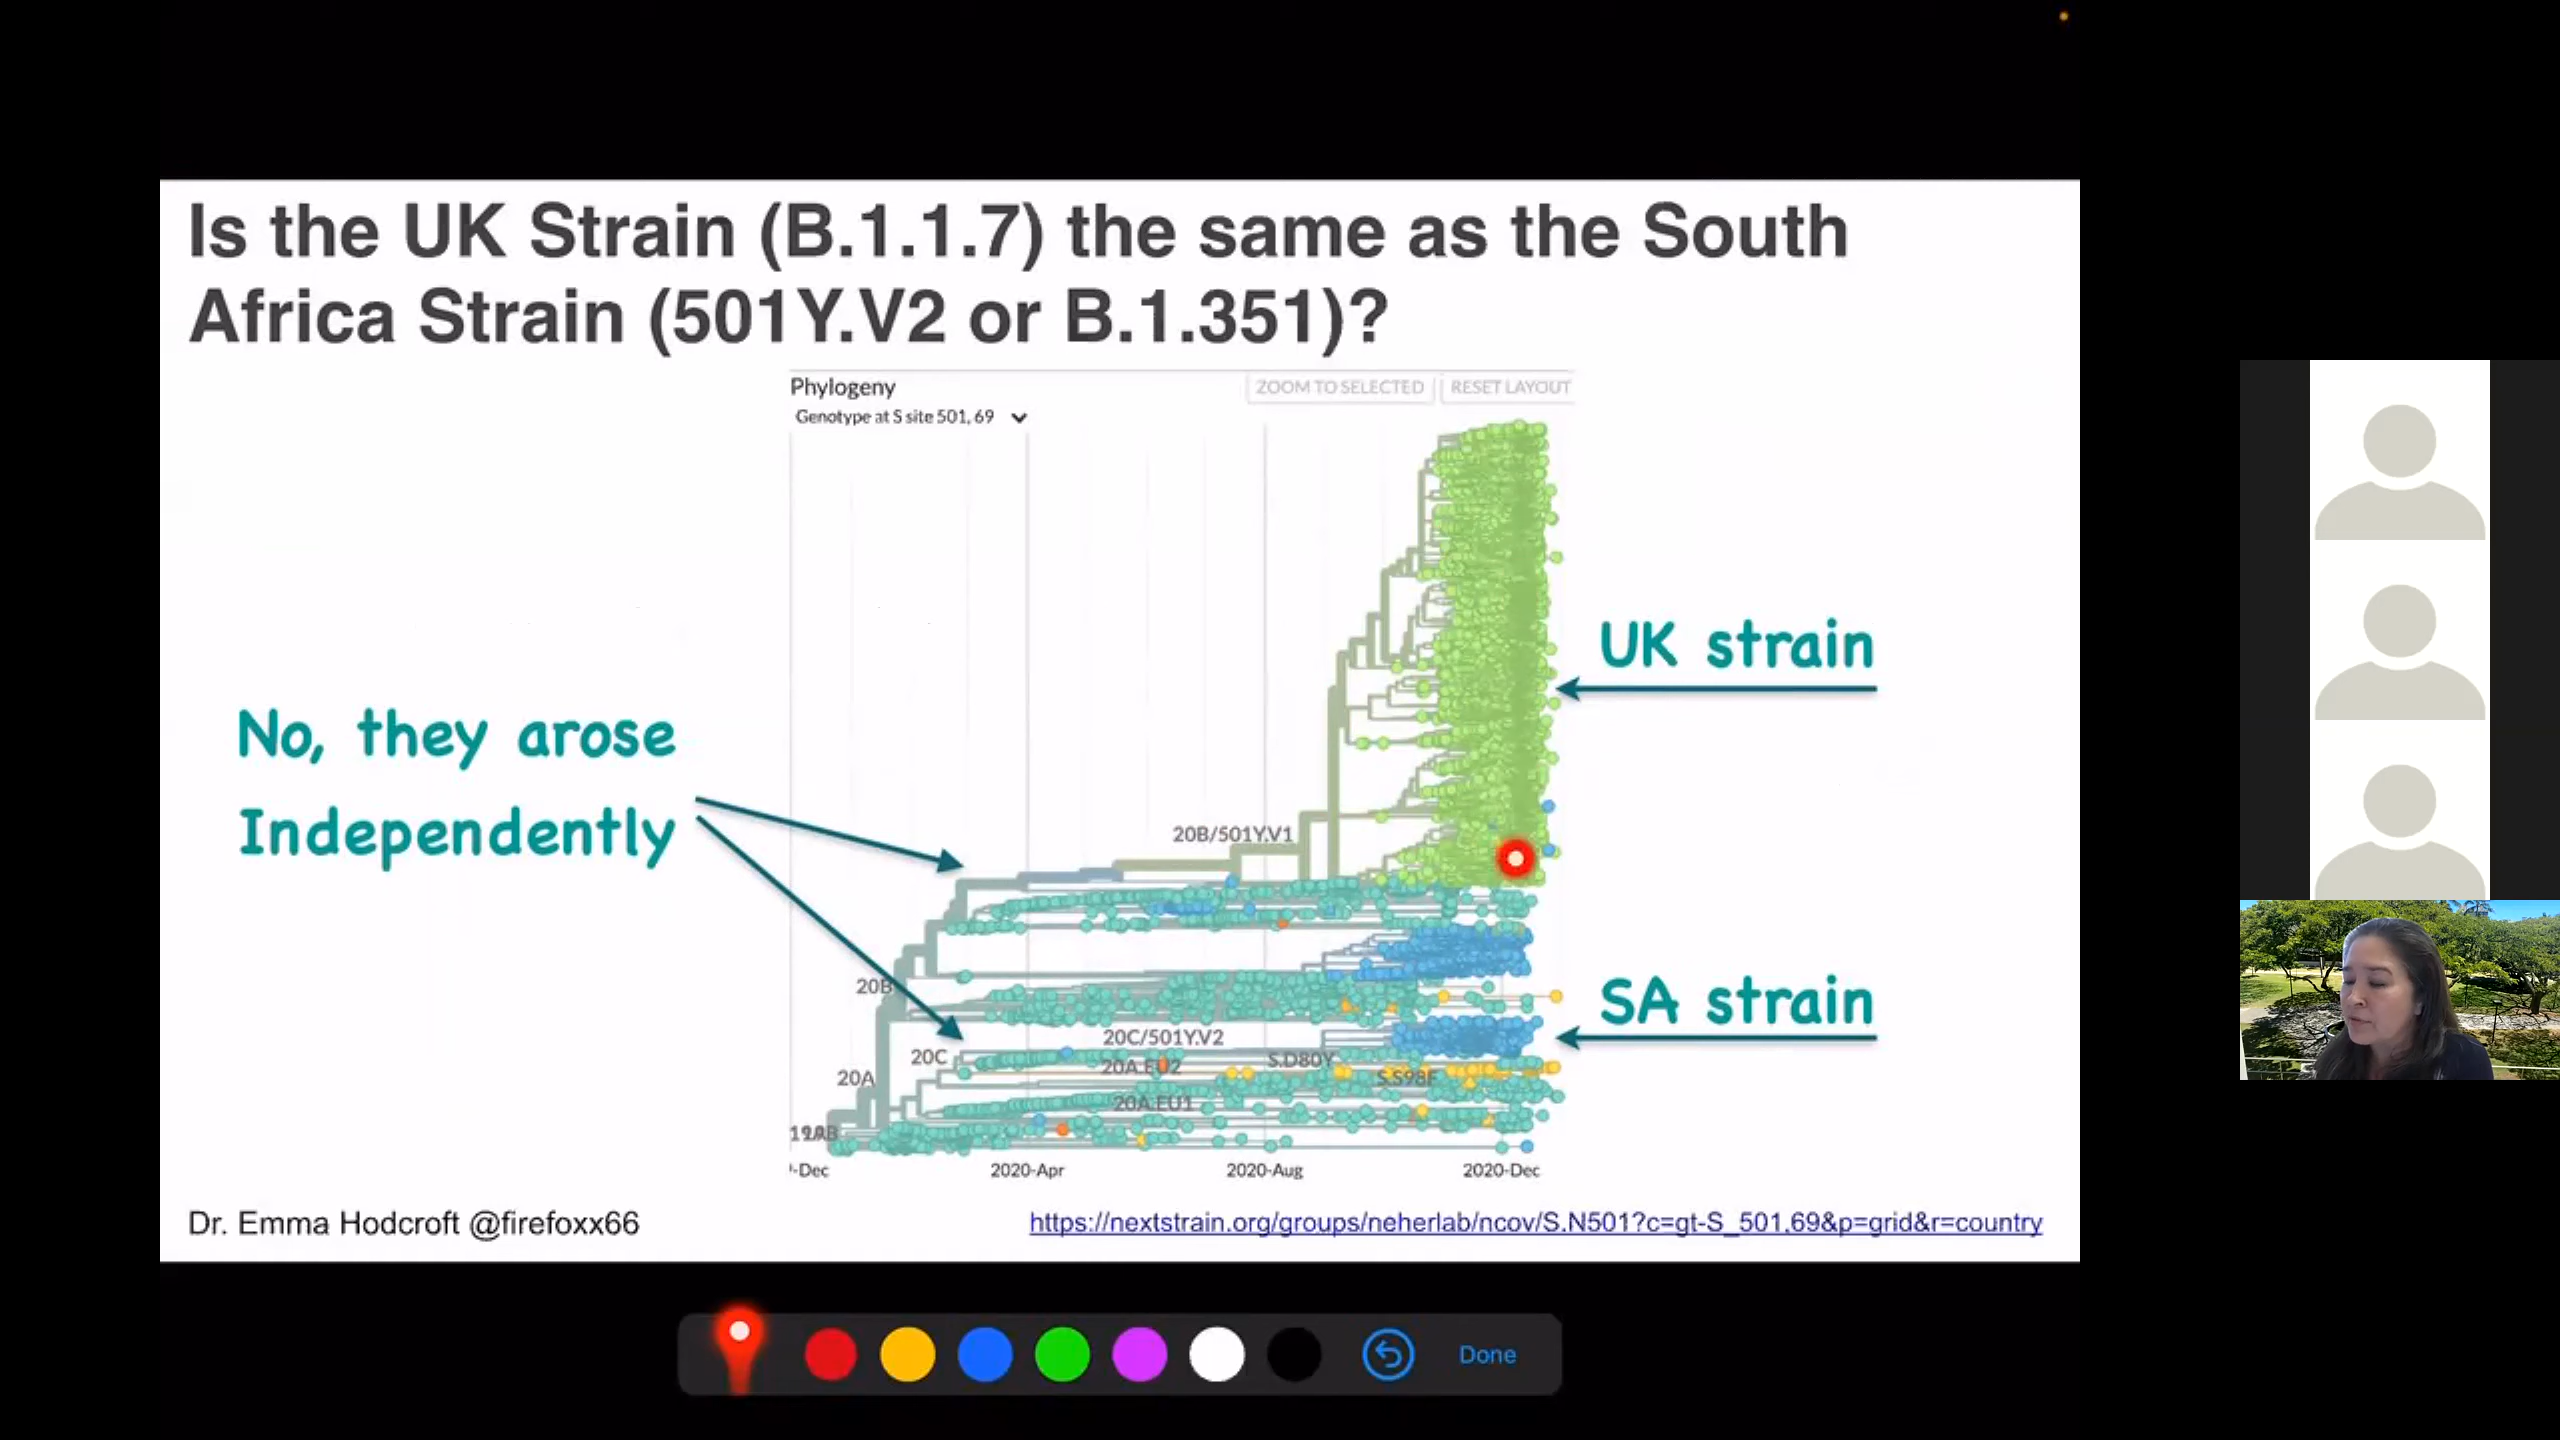 Is the UK Strain (B.1.1.7) the same as the South
Africa Strain (501Y.V2 or B.1.351)?
Phylogeny
ZOOM TO SELECTED
RESET LAYOUT
Genotype at S site 501, 69
UK strain
No, they arose
Independently
20B/501Y.V1
20B
SA strain
20C/501Y.V2
20C
20A.EU2
S.D80Y
20A
S.S98F
20A.EU1
-Dec
2020-Apr
2020-Aug
2020-Dec
Dr. Emma Hodcroft @firefoxx66
https://nextstrain.org/groups/neherlab/ncov/S.N501?c=gt-S_501,69&p=grid&r=country
Done